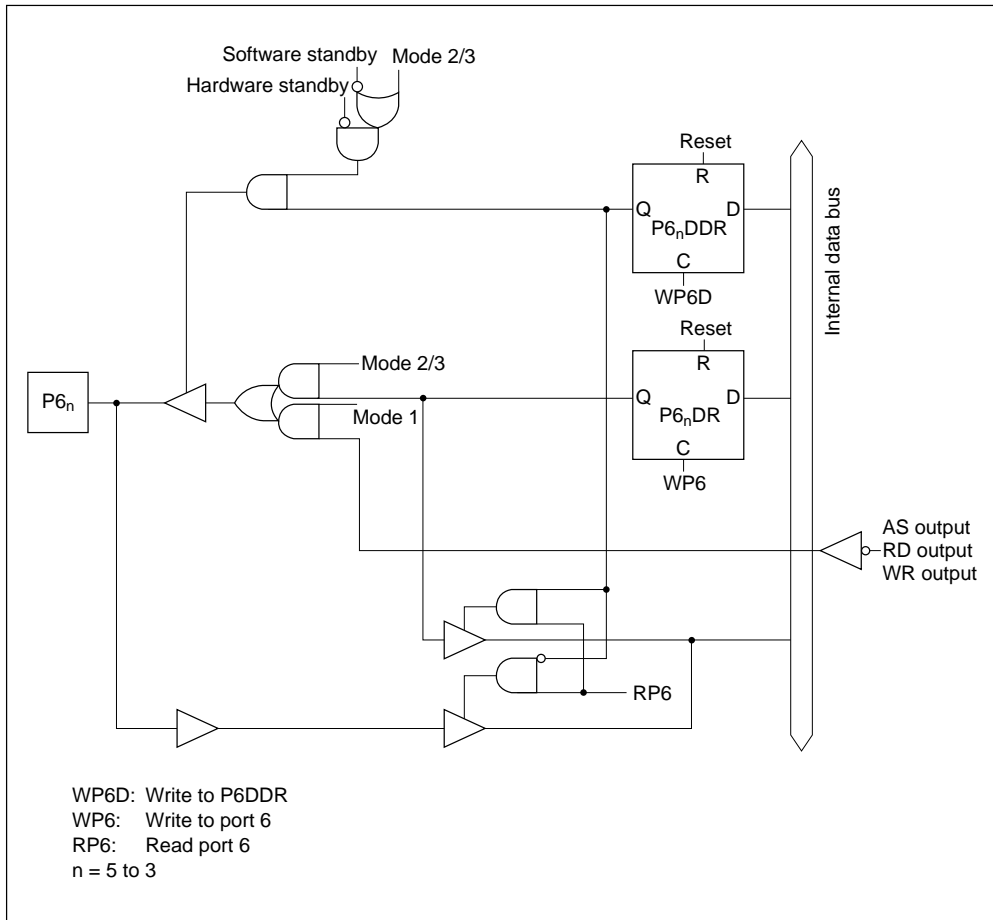 Software standby
Mode 2/3
Hardware standby
Reset
R
Q
D
P6nDDR
C
WP6D
Internal data bus
Reset
R
Mode 2/3
P6n
Q
D
Mode 1
P6nDR
C
WP6
AS output
RD output
WR output
RP6
WP6D: Write to P6DDR
WP6: Write to port 6
RP6: Read port 6
n = 5 to 3